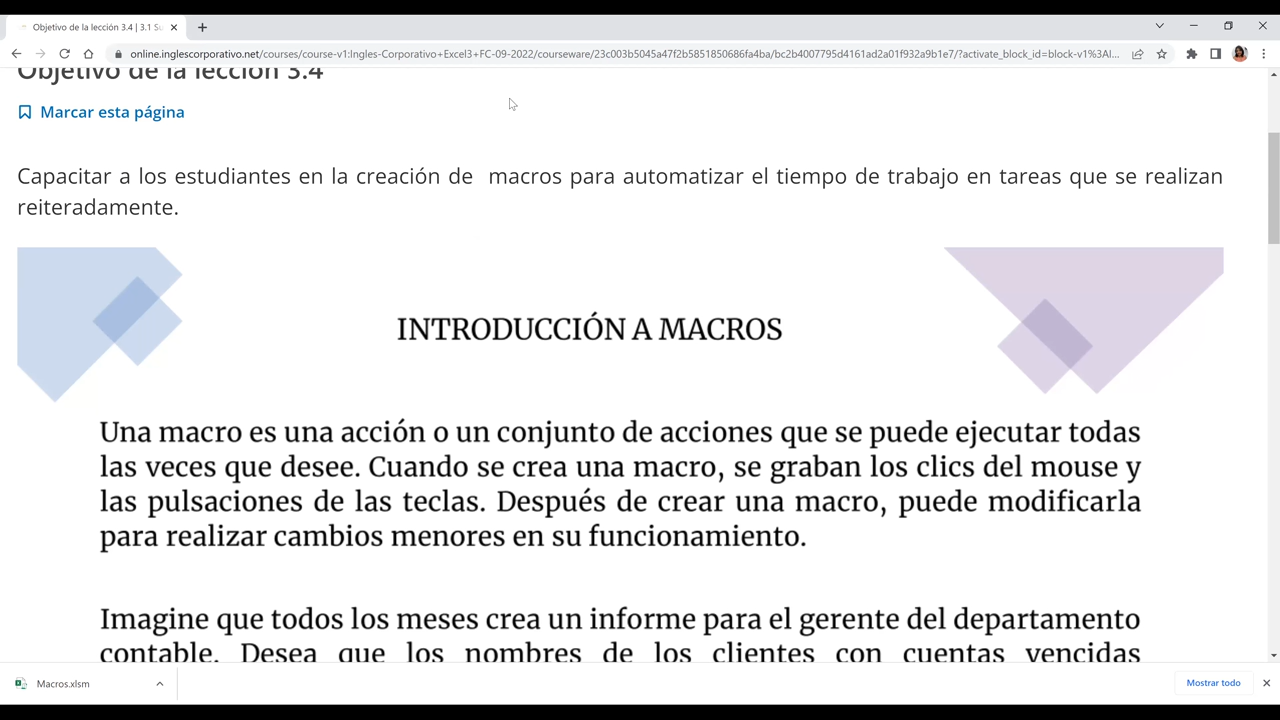 Objetivo de la lección 3.4 | 3.1 Su
online.inglescorporativo.net/courses/course-v1:Ingles-Corporativo+Excel3+FC-09-2022/courseware/23c003b5045a47f2b5851850686fa4ba/bc2b4007795d4161ad2a01f932a9b1e7/?activate_block_id=block-v1%3AI...
Objetivo de la lección 3.4
Marcar esta página
Capacitar a los estudiantes en la creación de macros para automatizar el tiempo de trabajo en tareas que se realizan
reiteradamente.
INTRODUCCIÓN A MACROS
Una macro es una acción o un conjunto de acciones que se puede ejecutar todas
las veces que desee. Cuando se crea una macro, se graban los clics del mouse y
las pulsaciones de las teclas. Después de crear una macro, puede modificarla
para realizar cambios menores en su funcionamiento.
Imagine que todos los meses crea un informe para el gerente del departamento
contable. Desea que los nombres de los clientes con cuentas vencidas
Macros.xlsm
Mostrar todo